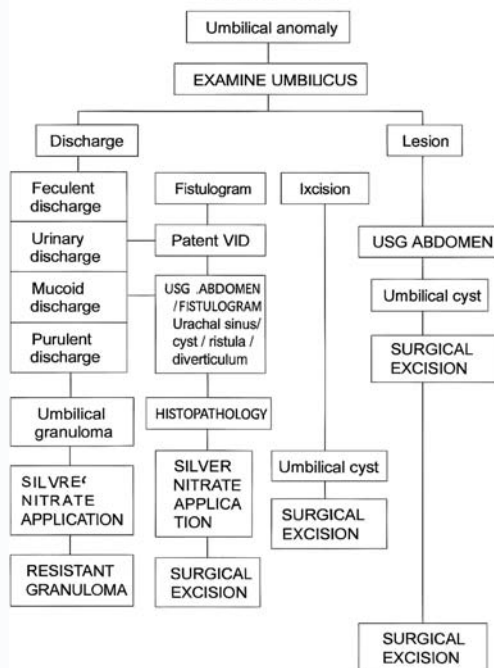 Umbilical anomaly
EXAMINE UMBILICUS
Discharge
Lesion
Feculent
discharge
Urinary
discharge
Mucoid
discharge
Purulent
discharge
Umbilical
granuloma
SILVRE'
NITRATE
APPLICATION
RESISTANT
GRANULOMA
Fistulogram
Patent VID
USG .ABDOMEN
/FISTULOGRAM
Urachal sinus/
cyst / ristula /
diverticulum
HISTOPATHOLOGY
SILVER
NITRATE
APPLICA
TION
SURGICAL
EXCISION
Ixcision
Umbilical cyst
SURGICAL
EXCISION
USG ABDOMEN
Umbilical cyst
SURGICAL
EXCISION
SURGICAL
EXCISION